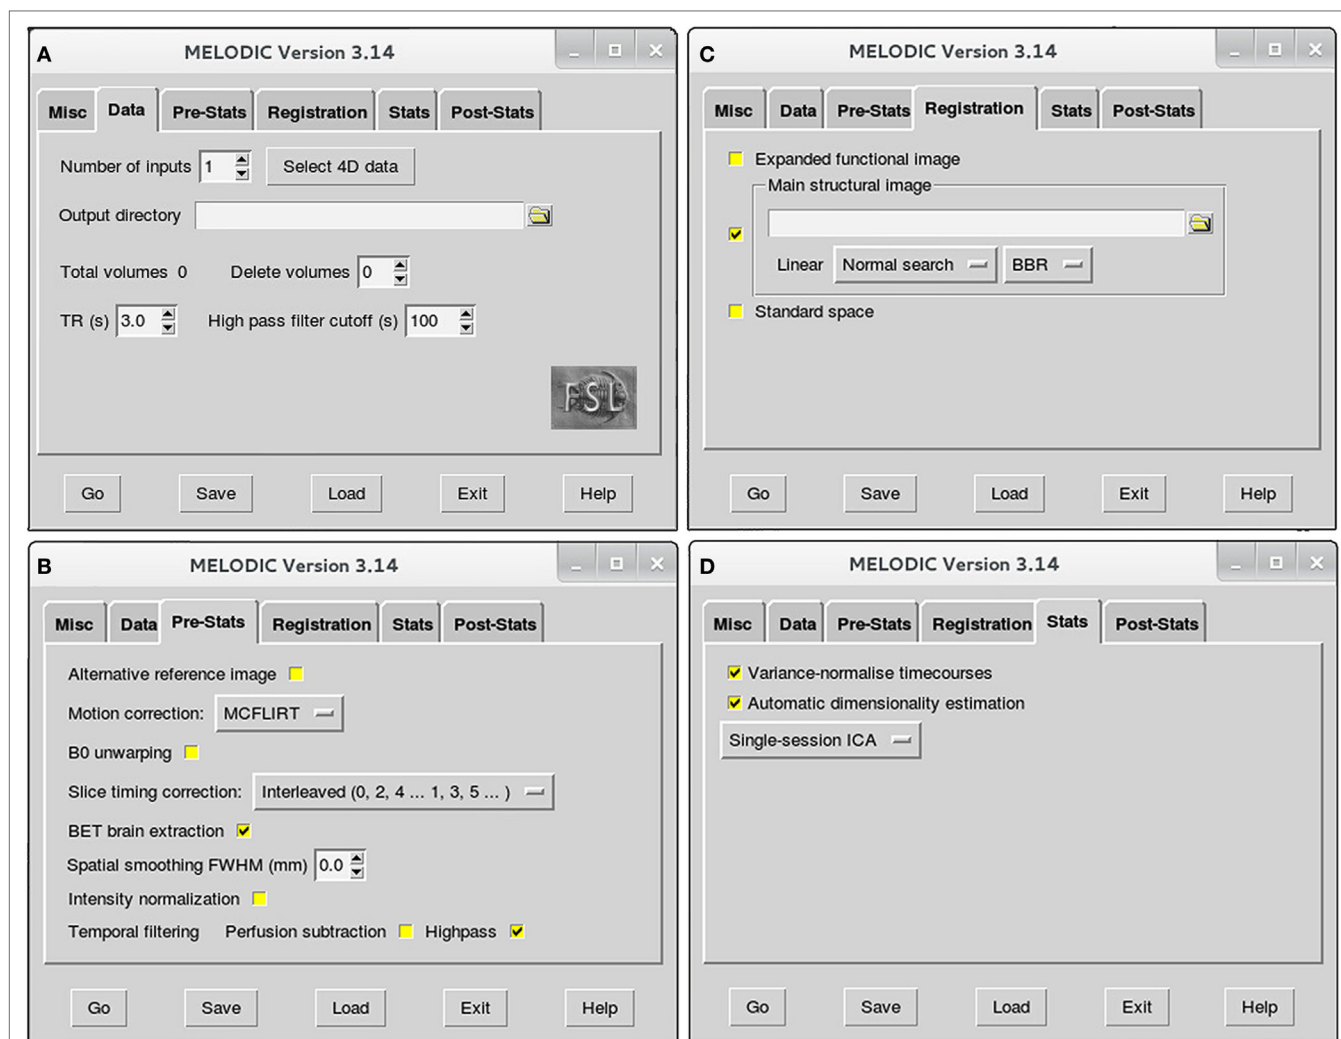 A
MELODIC Version 3.14
Misc Data Pre-Stats Registration Stats Post-Stats
Number of inputs 1 Select 4D data
Output directory
Total volumes 0 Delete volumes 0
TR (s) 3.0 High pass filter cutoff (s) 100
FSL
Go Save Load Exit Help
C
MELODIC Version 3.14
Misc Data Pre-Stats Registration Stats Post-Stats
Expanded functional image
Main structural image
Linear Normal search BBR
Standard space
Go Save Load Exit Help
B
MELODIC Version 3.14
Misc Data Pre-Stats Registration Stats Post-Stats
Alternative reference image
Motion correction: MCFLIRT
B0 unwarping
Slice timing correction: Interleaved (0, 2, 4 ... 1, 3, 5 ... )
BET brain extraction
Spatial smoothing FWHM (mm) 0.0
Intensity normalization
Temporal filtering Perfusion subtraction Highpass
Go Save Load Exit Help
D
MELODIC Version 3.14
Misc Data Pre-Stats Registration Stats Post-Stats
Variance-normalise timecourses
Automatic dimensionality estimation
Single-session ICA
Go Save Load Exit Help